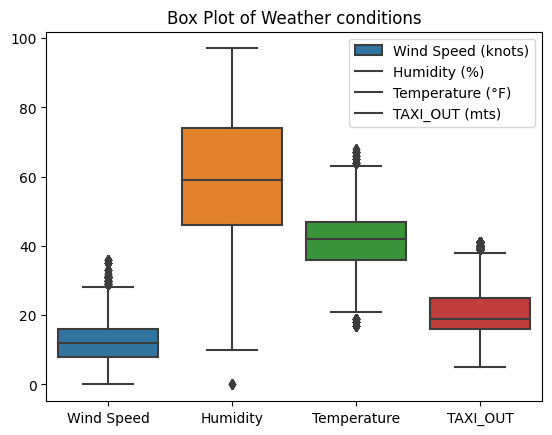 Box Plot of Weather conditions
100
80
60
40
20
0
Wind Speed (knots)
Humidity (%)
Temperature (°F)
TAXI_OUT (mts)
Wind Speed
Humidity
Temperature
TAXI_OUT